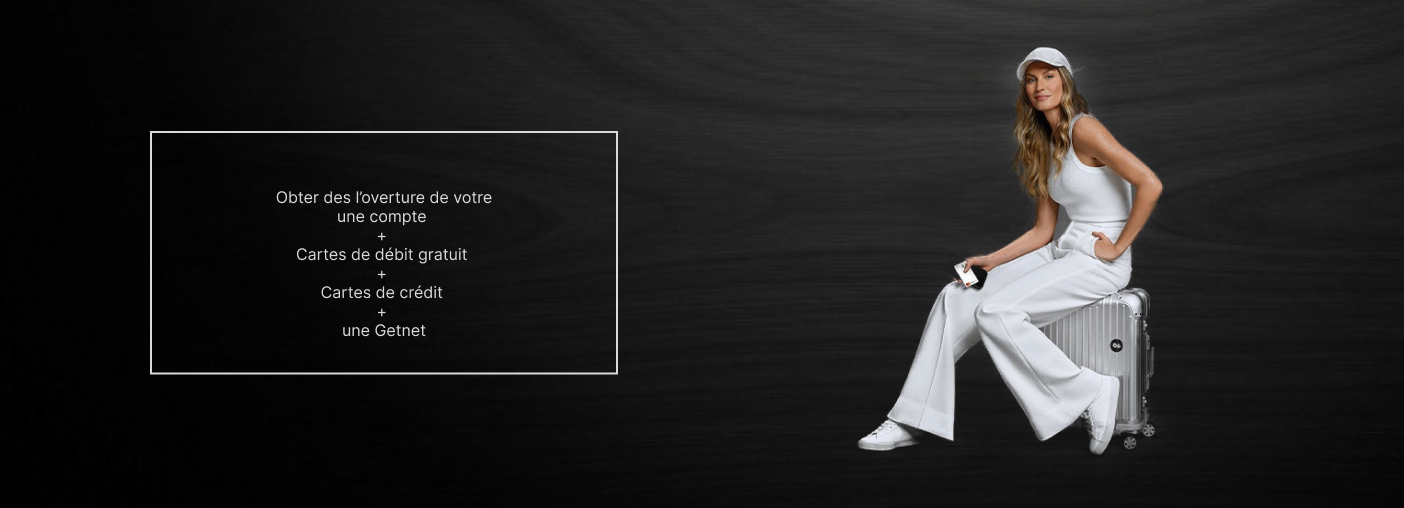 Obter des l’overture de votre
une compte
+
Cartes de débit gratuit
+
Cartes de crédit
+
une Getnet